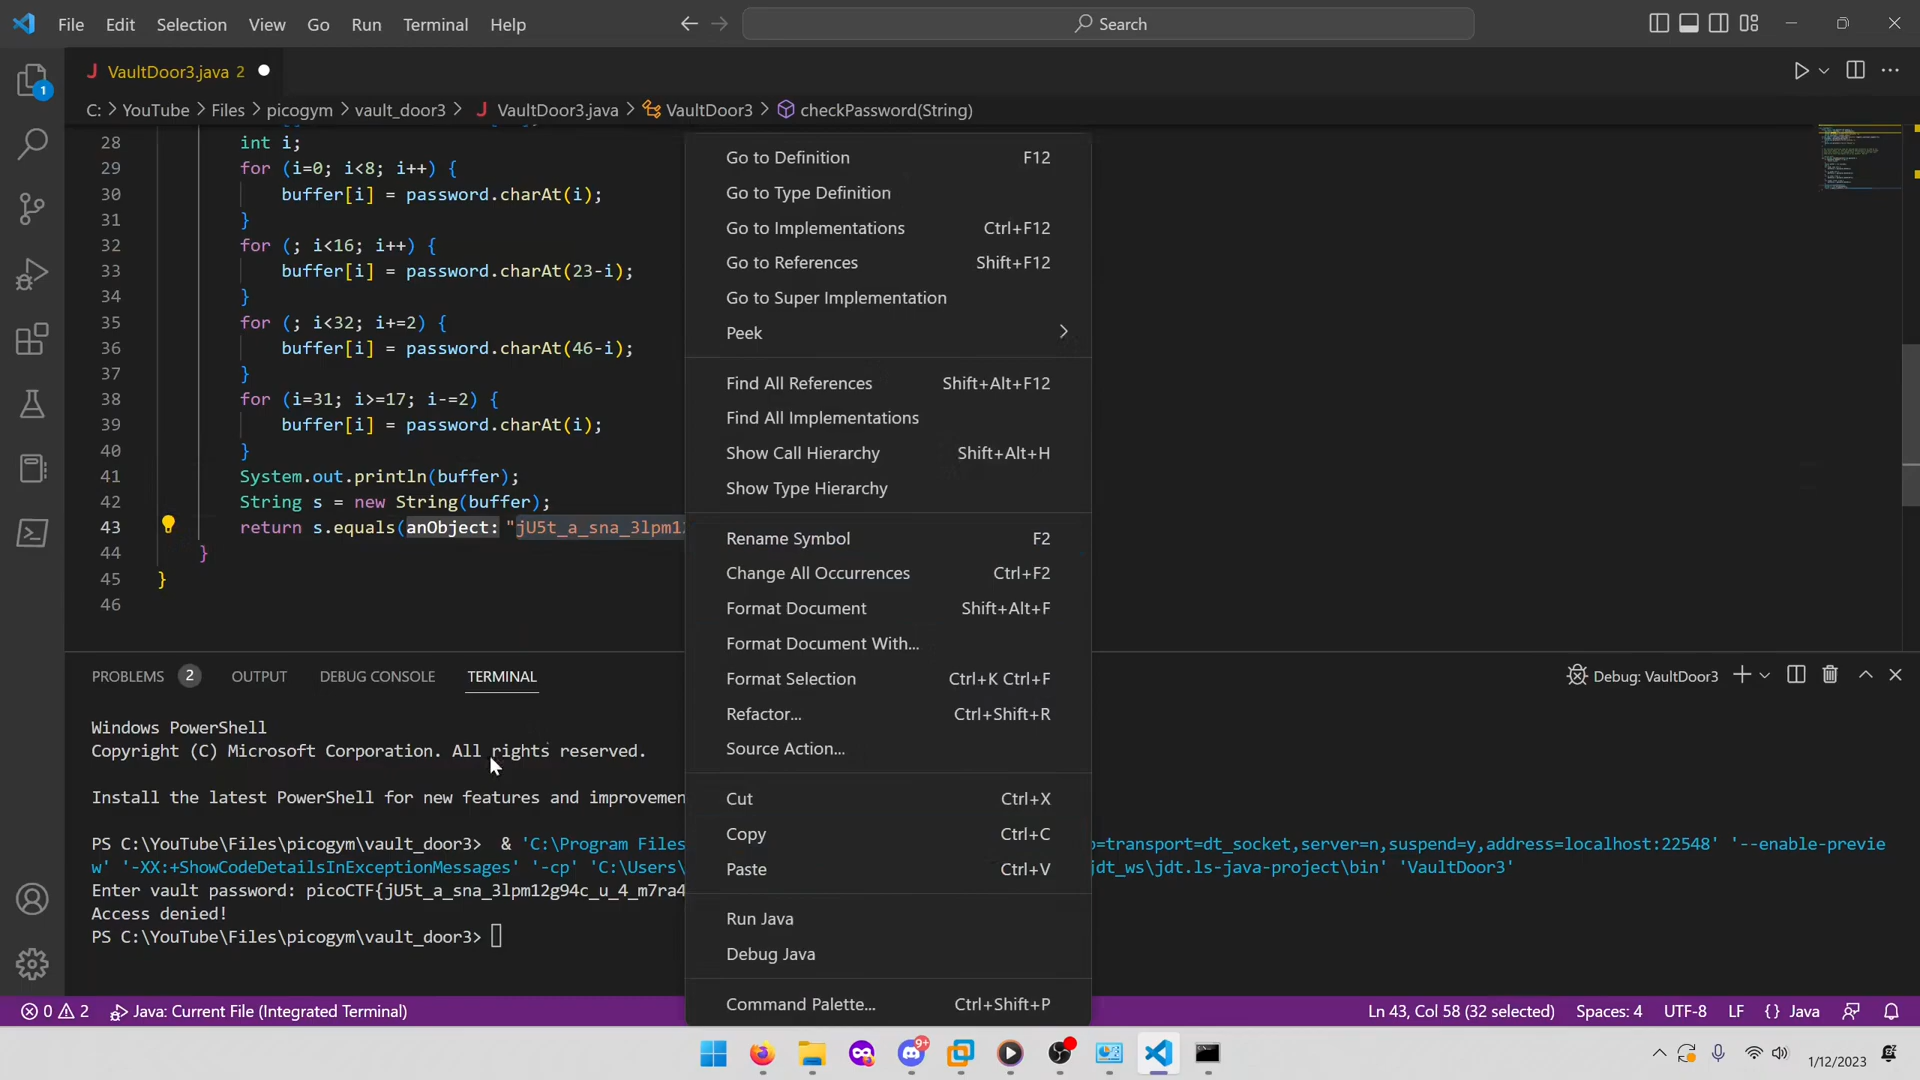 File Edit Selection View Go Run Terminal Help
Search
VaultDoor3.java 2
C: > YouTube > Files > picogym > vault_door3 > J VaultDoor3.java > VaultDoor3 > checkPassword(String)
28 int i;
29 for (i=0; i<8; i++) {
30 buffer[i] = password.charAt(i);
31 }
32 for (; i<16; i++) {
33 buffer[i] = password.charAt(23-i);
34 }
35 for (; i<32; i+=2) {
36 buffer[i] = password.charAt(46-i);
37 }
38 for (i=31; i>=17; i-=2) {
39 buffer[i] = password.charAt(i);
40 }
41 System.out.println(buffer);
42 String s = new String(buffer);
43 return s.equals(anObject: "jU5t_a_sna_3lpm12
44 }
45 }
46
Go to Definition F12
Go to Type Definition
Go to Implementations Ctrl+F12
Go to References Shift+F12
Go to Super Implementation
Peek
Find All References Shift+Alt+F12
Find All Implementations
Show Call Hierarchy Shift+Alt+H
Show Type Hierarchy
Rename Symbol F2
Change All Occurrences Ctrl+F2
Format Document Shift+Alt+F
Format Document With...
Format Selection Ctrl+K Ctrl+F
Refactor... Ctrl+Shift+R
Source Action...
Cut Ctrl+X
Copy Ctrl+C
Paste Ctrl+V
Run Java
Debug Java
Command Palette... Ctrl+Shift+P
PROBLEMS 2 OUTPUT DEBUG CONSOLE TERMINAL
Debug: VaultDoor3
Windows PowerShell
Copyright (C) Microsoft Corporation. All rights reserved.
Install the latest PowerShell for new features and improvemen
PS C:\YouTube\Files\picogym\vault_door3> & 'C:\Program Files =transport=dt_socket,server=n,suspend=y,address=localhost:22548' '--enable-previe
w' '-XX:+ShowCodeDetailsInExceptionMessages' '-cp' 'C:\Users\ jdt_ws\jdt.ls-java-project\bin' 'VaultDoor3'
Enter vault password: picoCTF{jU5t_a_sna_3lpm12g94c_u_4_m7ra4
Access denied!
PS C:\YouTube\Files\picogym\vault_door3>
0 2 Java: Current File (Integrated Terminal)
Ln 43, Col 58 (32 selected) Spaces: 4 UTF-8 LF {} Java
1
9+
1/12/2023